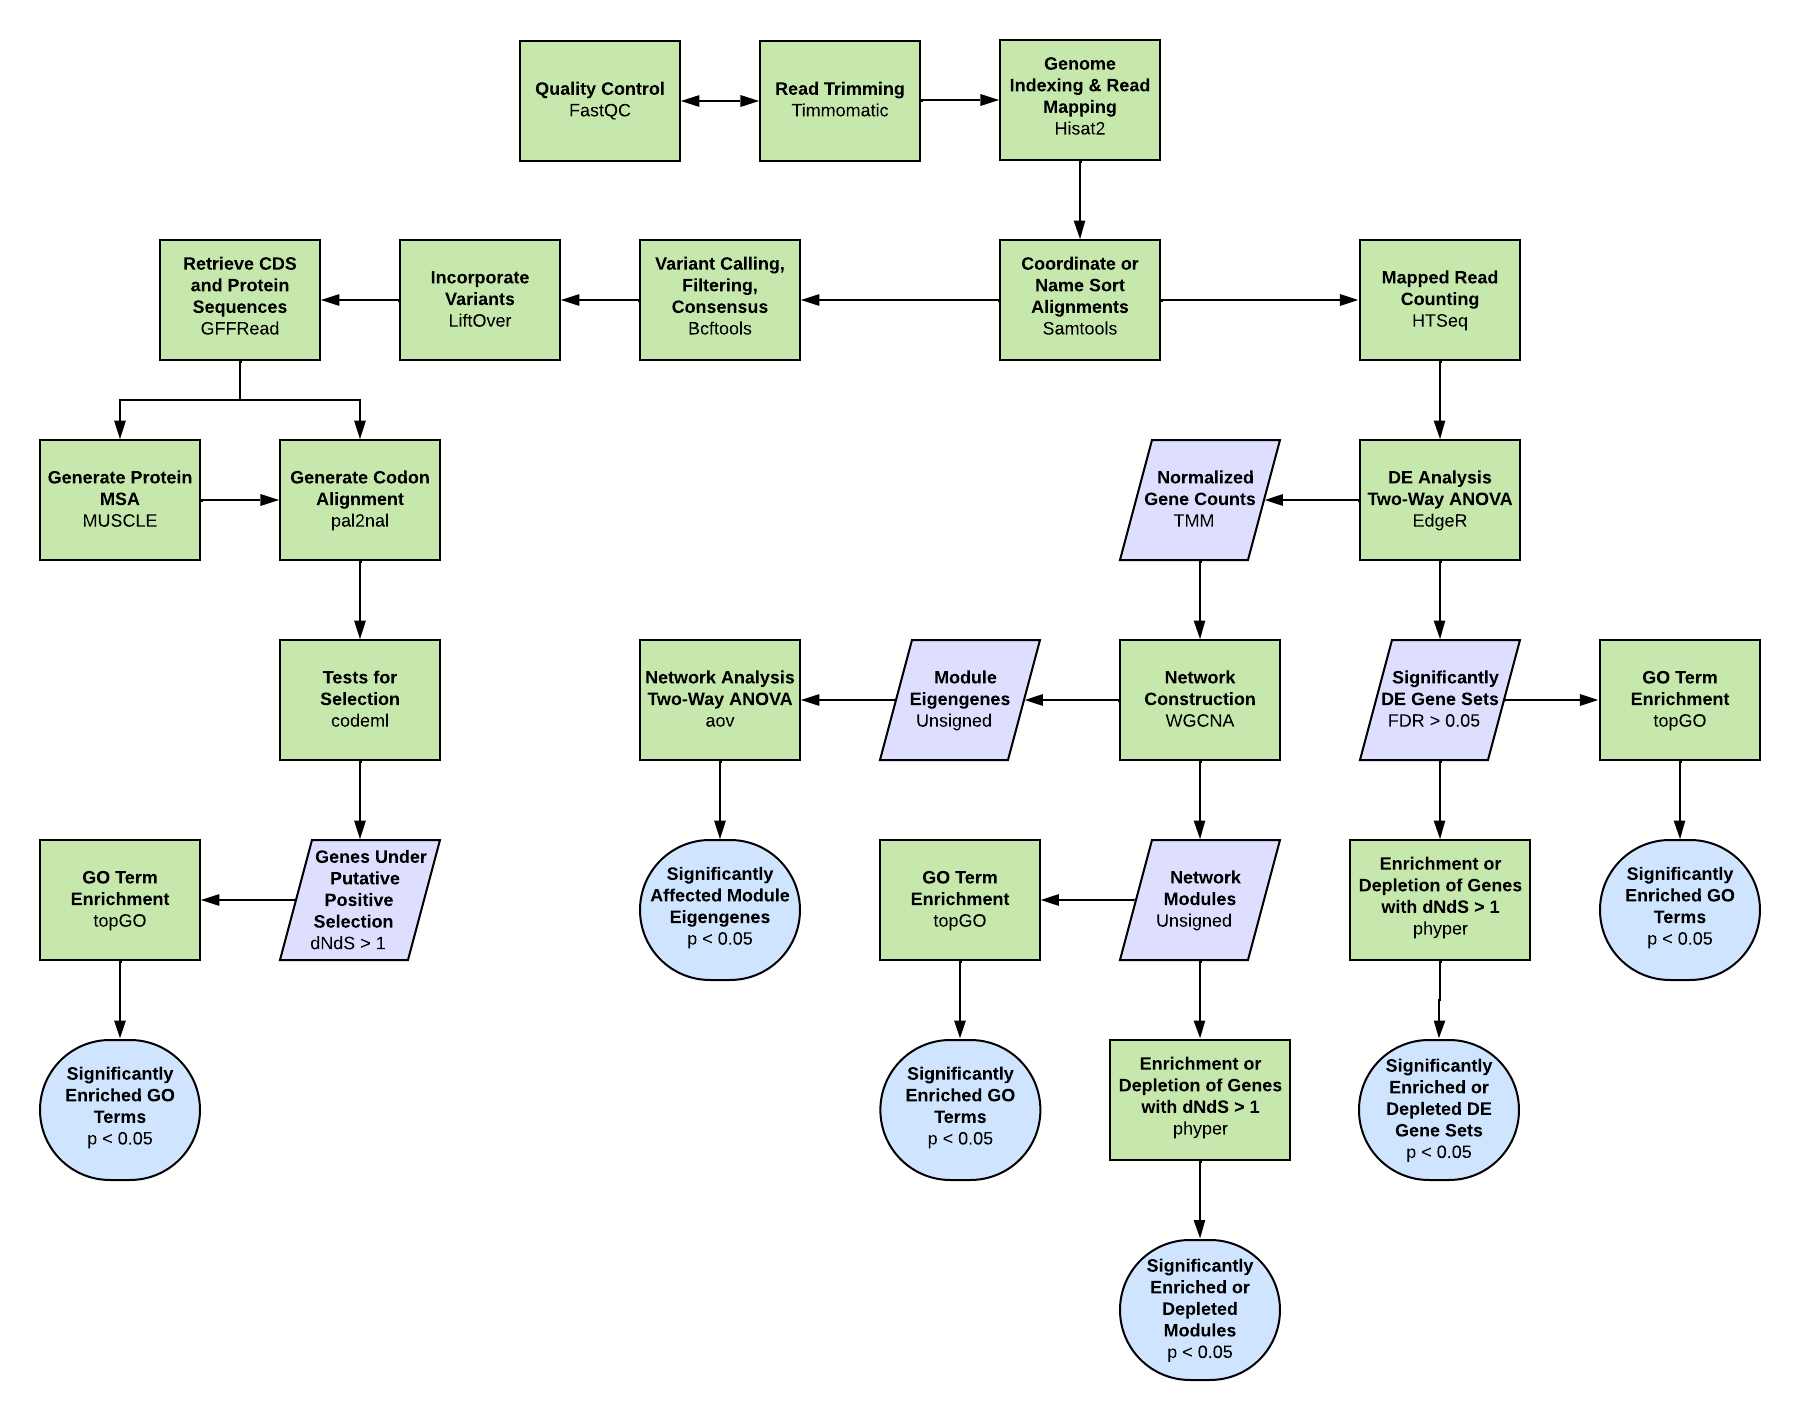 Quality Control
FastQC
Read Trimming
Timmomatic
Genome
Indexing & Read
Mapping
Hisat2
Retrieve CDS
and Protein
Sequences
GFFRead
Incorporate
Variants
LiftOver
Variant Calling,
Filtering,
Consensus
Bcftools
Coordinate or
Name Sort
Alignments
Samtools
Mapped Read
Counting
HTSeq
Generate Protein
MSA
MUSCLE
Generate Codon
Alignment
pal2nal
Normalized
Gene Counts
TMM
DE Analysis
Two-Way ANOVA
EdgeR
Tests for
Selection
codeml
Network Analysis
Two-Way ANOVA
aov
Module
Eigengenes
Unsigned
Network
Construction
WGCNA
Significantly
DE Gene Sets
FDR > 0.05
GO Term
Enrichment
topGO
GO Term
Enrichment
topGO
Genes Under
Putative
Positive
Selection
dNdS > 1
Significantly
Affected Module
Eigengenes
p < 0.05
GO Term
Enrichment
topGO
Network
Modules
Unsigned
Enrichment or
Depletion of Genes
with dNdS > 1
phyper
Significantly
Enriched GO
Terms
p < 0.05
Significantly
Enriched GO
Terms
p < 0.05
Significantly
Enriched GO
Terms
p < 0.05
Enrichment or
Depletion of Genes
with dNdS > 1
phyper
Significantly
Enriched or
Depleted DE
Gene Sets
p < 0.05
Significantly
Enriched or
Depleted
Modules
p < 0.05